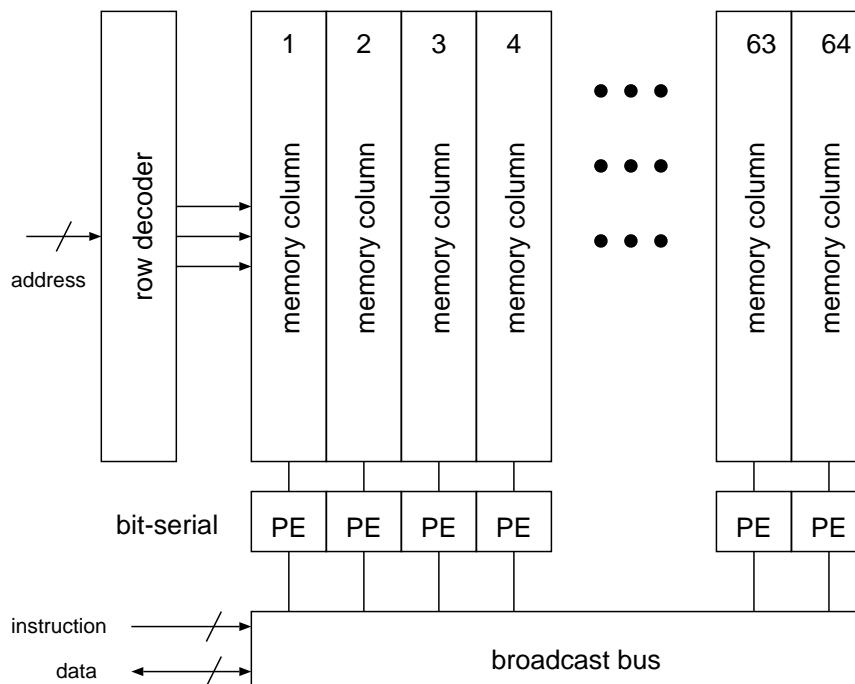 1 2 3 4 63 64
row decoder
memory column
memory column
memory column
memory column
memory column
memory column
address
bit-serial
PE PE PE PE PE PE
instruction
data
broadcast bus